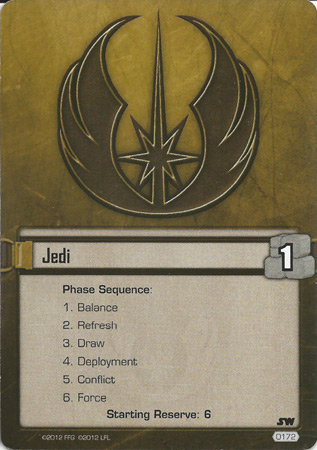 Jedi
1
Phase Sequence:
1. Balance
2. Refresh
3. Draw
4. Deployment
5. Conflict
6. Force
Starting Reserve: 6
©2012 FFG ©2012 LFL
SW
0172